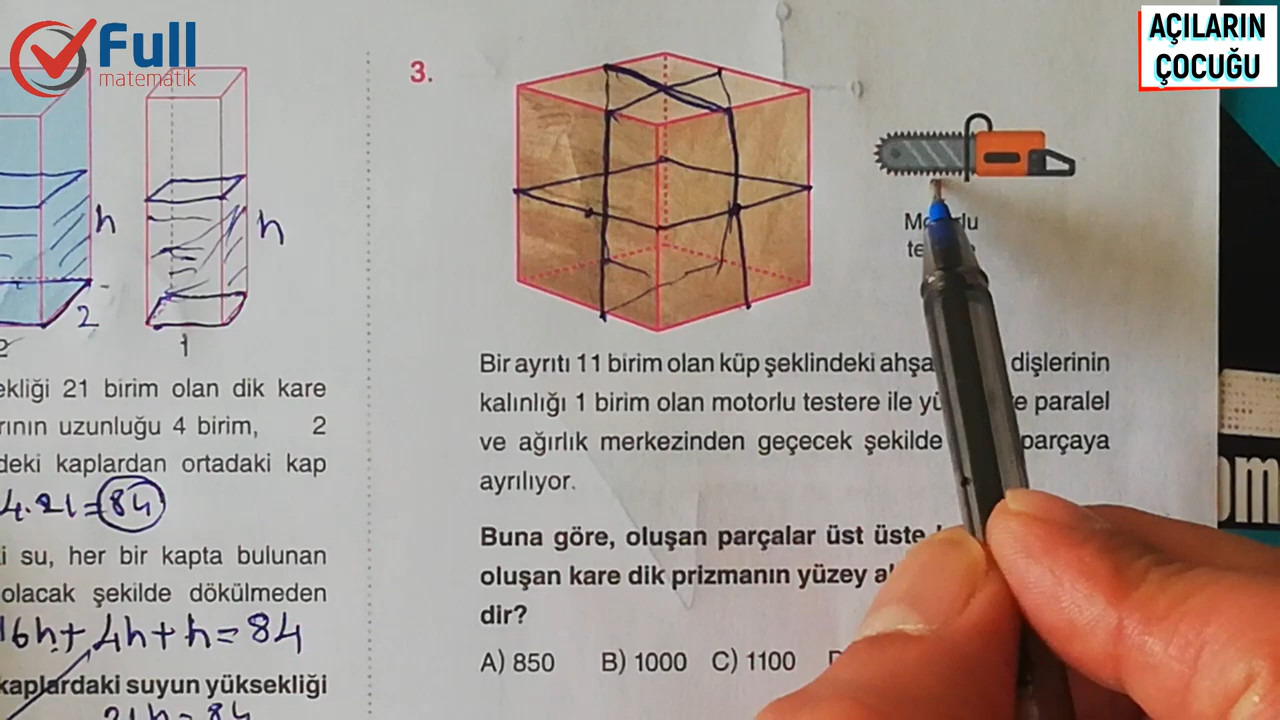 Full
matematik
AÇILARIN
ÇOCUĞU
h
2
2
h
1
ekliği 21 birim olan dik kare
rının uzunluğu 4 birim, 2
deki kaplardan ortadaki kap
4.21=84
i su, her bir kapta bulunan
olacak şekilde dökülmeden
16h+4h+h=84
kaplardaki suyun yüksekliği
21h=84
3.
Bir ayrıtı 11 birim olan küp şeklindeki ahşa dişlerinin
kalınlığı 1 birim olan motorlu testere ile yü paralel
ve ağırlık merkezinden geçecek şekilde parçaya
ayrılıyor.
Buna göre, oluşan parçalar üst üste
oluşan kare dik prizmanın yüzey al
dir?
A) 850 B) 1000 C) 1100